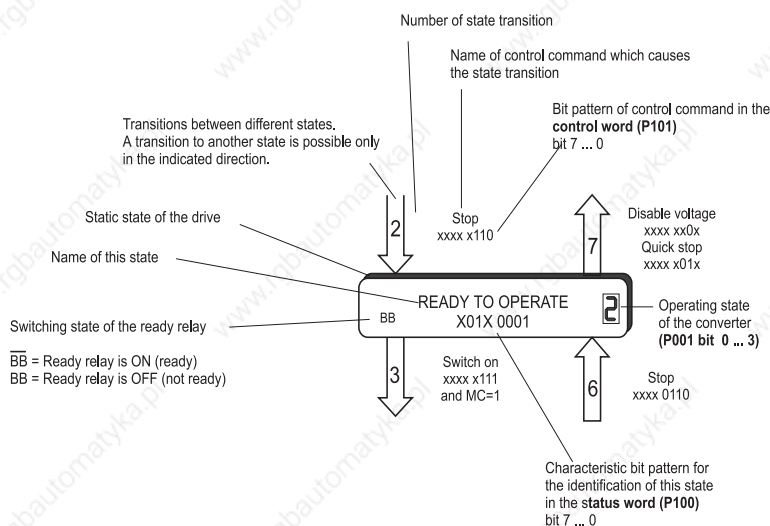 Number of state transition
Name of control command which causes
the state transition
Bit pattern of control command in the
control word (P101)
bit 7 ... 0
Transitions between different states.
A transition to another state is possible only
in the indicated direction.
Static state of the drive
Name of this state
Switching state of the ready relay
B̅B̅ = Ready relay is ON (ready)
BB = Ready relay is OFF (not ready)
2
Stop
xxxx x110
7
Disable voltage
xxxx xx0x
Quick stop
xxxx x01x
BB
READY TO OPERATE
X01X 0001
2
Operating state
of the converter
(P001 bit 0 ... 3)
3
Switch on
xxxx x111
and MC=1
6
Stop
xxxx 0110
Characteristic bit pattern for
the identification of this state
in the status word (P100)
bit 7 ... 0
www.rgbautomatyka.pl